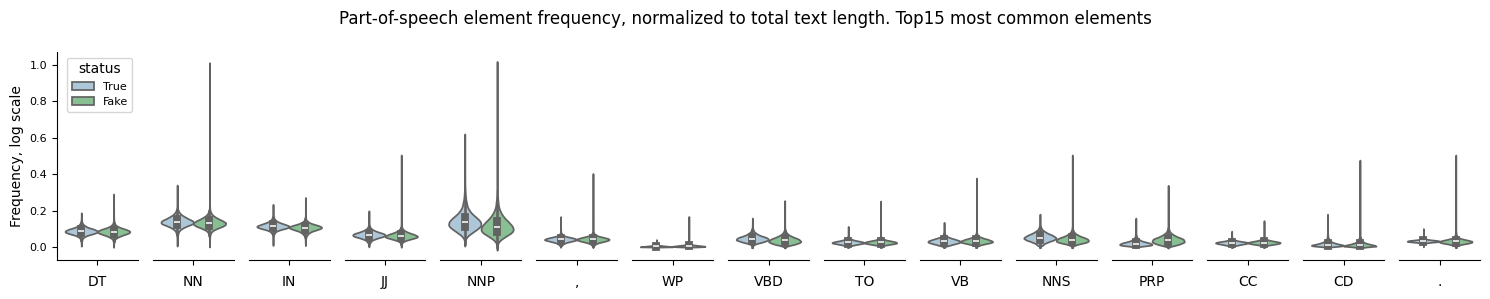 Part-of-speech element frequency, normalized to total text length. Top15 most common elements
Frequency, log scale
1.0
0.8
0.6
0.4
0.2
0.0
status
True
Fake
DT NN IN JJ NNP , WP VBD TO VB NNS PRP CC CD .